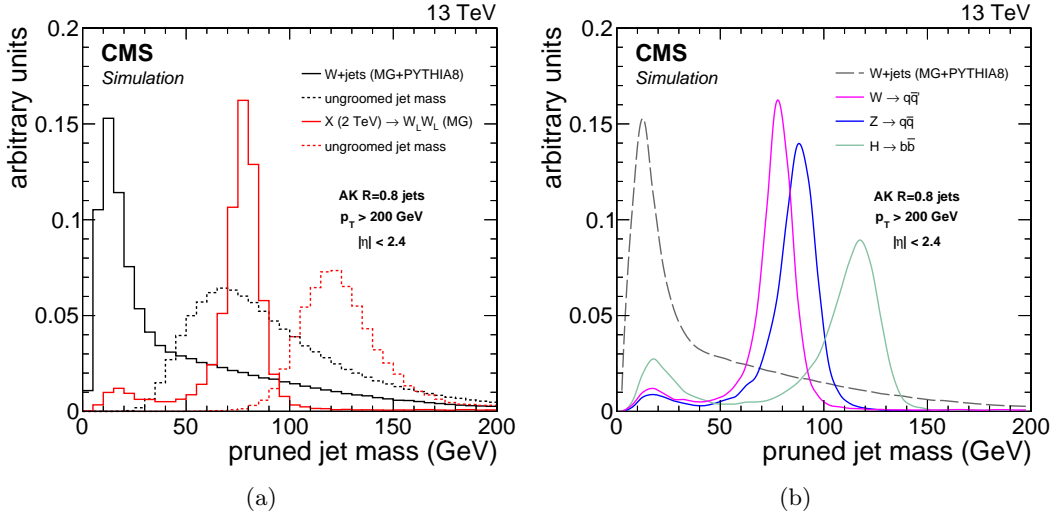 13 TeV
CMS
Simulation
W+jets (MG+PYTHIA8)
ungroomed jet mass
X (2 TeV) → W_L W_L (MG)
ungroomed jet mass
AK R=0.8 jets
p_T > 200 GeV
|η| < 2.4
arbitrary units
0.2
0.15
0.1
0.05
0
0 50 100 150 200
pruned jet mass (GeV)
(a)
13 TeV
CMS
Simulation
W+jets (MG+PYTHIA8)
W → qq̅'
Z → qq̅
H → bb̅
AK R=0.8 jets
p_T > 200 GeV
|η| < 2.4
arbitrary units
0.2
0.15
0.1
0.05
0
0 50 100 150 200
pruned jet mass (GeV)
(b)